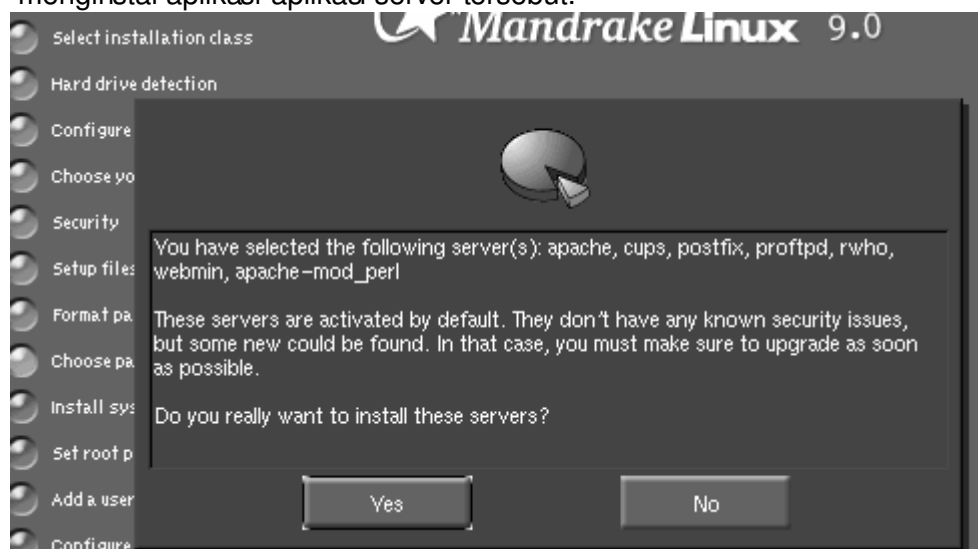 menginstal aplikasi-aplikasi server tersebut.
Mandrake Linux 9.0
Select installation class
Hard drive detection
Configure
Choose yo
Security
Setup files
Format pa
Choose pa
Install sys
Set root p
Add a user
Configure
You have selected the following server(s): apache, cups, postfix, proftpd, rwho,
webmin, apache-mod_perl
These servers are activated by default. They don't have any known security issues,
but some new could be found. In that case, you must make sure to upgrade as soon
as possible.
Do you really want to install these servers?
Yes
No